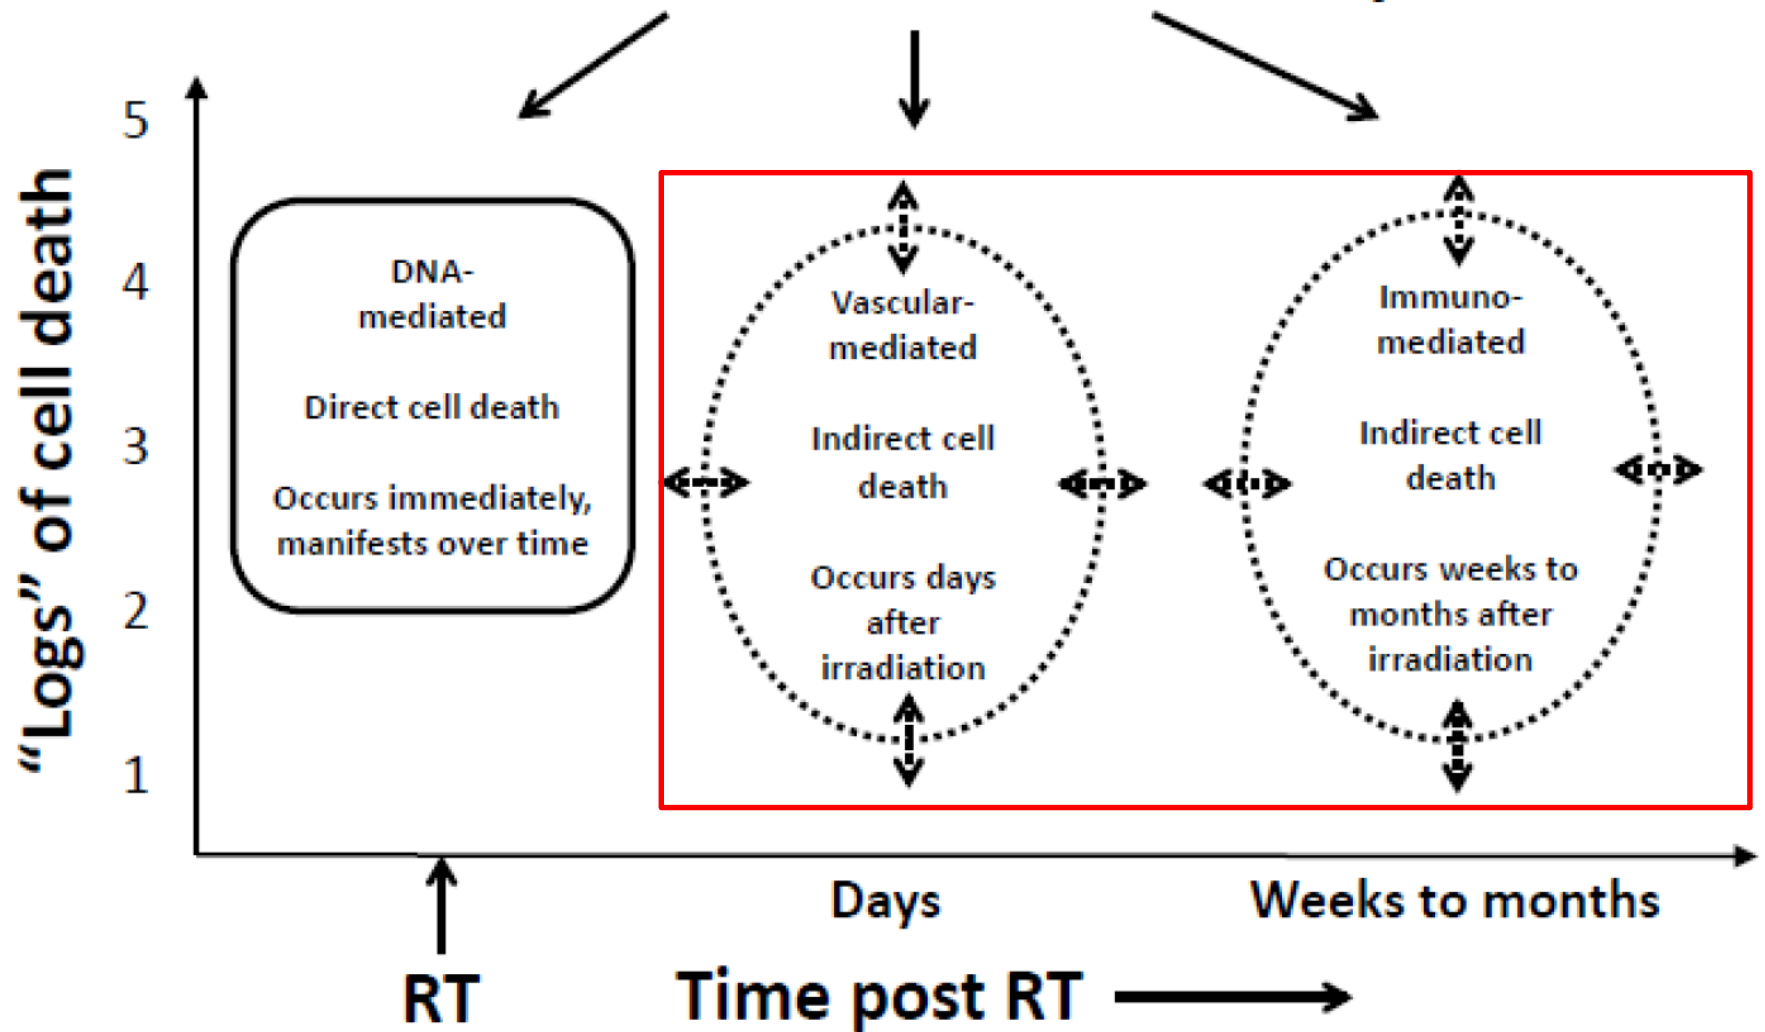 5
4
3
2
1
“Logs” of cell death
DNA-
mediated
Direct cell death
Occurs immediately,
manifests over time
Vascular-
mediated
Indirect cell
death
Occurs days
after
irradiation
Immuno-
mediated
Indirect cell
death
Occurs weeks to
months after
irradiation
Days
Weeks to months
RT
Time post RT